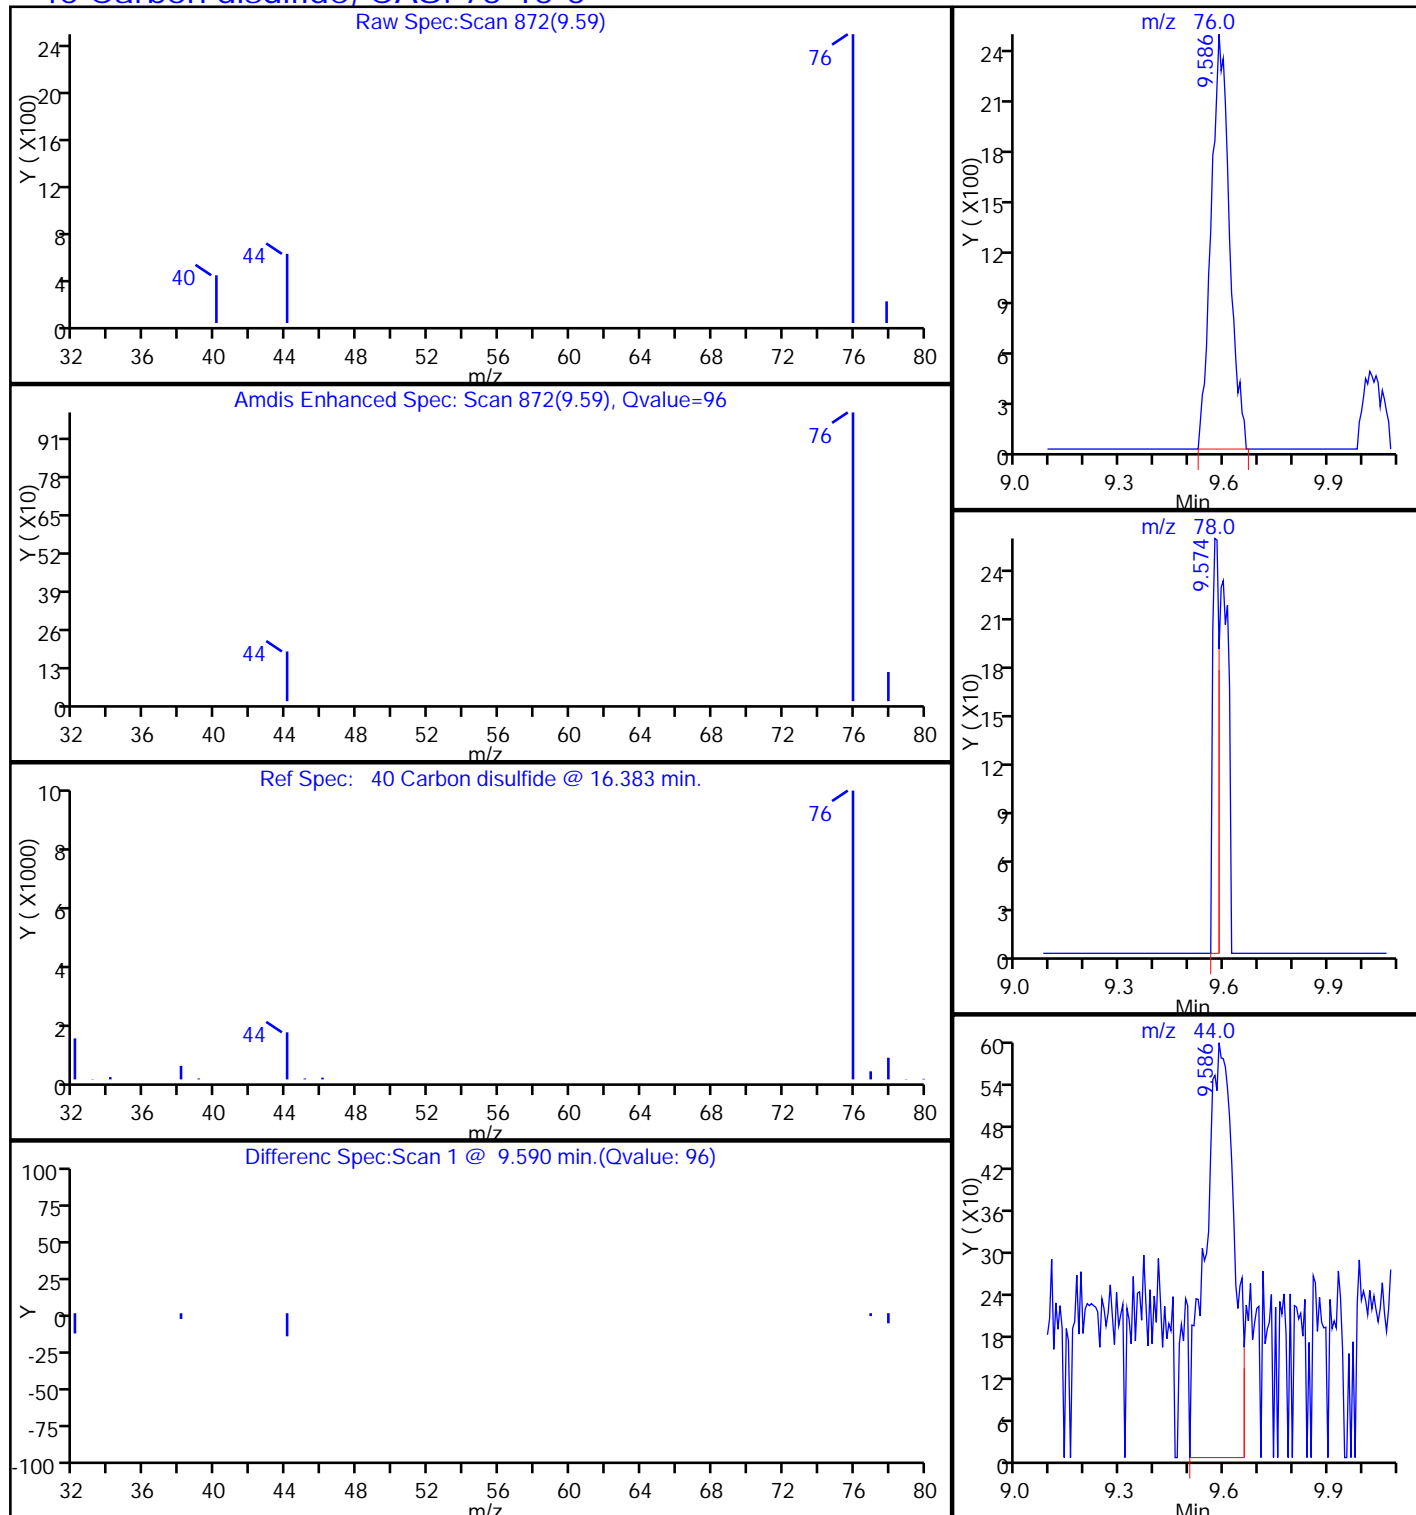 Raw Spec:Scan 872(9.59)
24
20
16
12
8
4
0
Y ( X100)
76
44
40
32 36 40 44 48 52 56 60 64 68 72 76 80
m/z
Amdis Enhanced Spec: Scan 872(9.59), Qvalue=96
91
78
65
52
39
26
13
0
Y ( X10)
76
44
32 36 40 44 48 52 56 60 64 68 72 76 80
m/z
Ref Spec: 40 Carbon disulfide @ 16.383 min.
10
8
6
4
2
0
Y ( X1000)
76
44
32 36 40 44 48 52 56 60 64 68 72 76 80
m/z
Differenc Spec:Scan 1 @ 9.590 min.(Qvalue: 96)
100
75
50
25
0
-25
-50
-75
-100
Y
32 36 40 44 48 52 56 60 64 68 72 76 80
m/z
m/z 76.0
24
21
18
15
12
9
6
3
0
Y ( X100)
9.586
9.0 9.3 9.6 9.9
Min
m/z 78.0
24
21
18
15
12
9
6
3
0
Y ( X10)
9.574
9.0 9.3 9.6 9.9
Min
m/z 44.0
60
54
48
42
36
30
24
18
12
6
0
Y ( X10)
9.586
9.0 9.3 9.6 9.9
Min